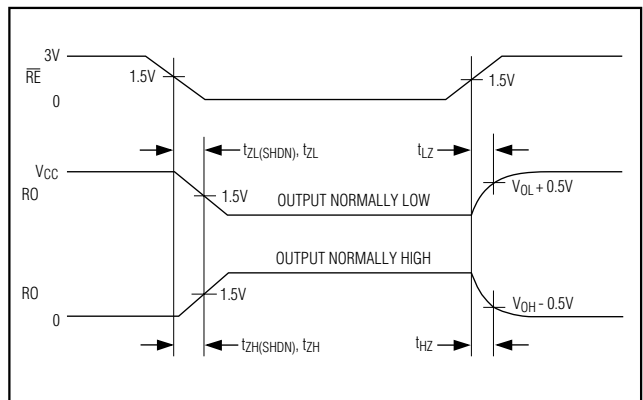 3V
R̅E̅
1.5V
1.5V
0
tZL(SHDN), tZL
tLZ
VCC
RO
1.5V
OUTPUT NORMALLY LOW
VOL + 0.5V
OUTPUT NORMALLY HIGH
RO
1.5V
VOH - 0.5V
0
tZH(SHDN), tZH
tHZ